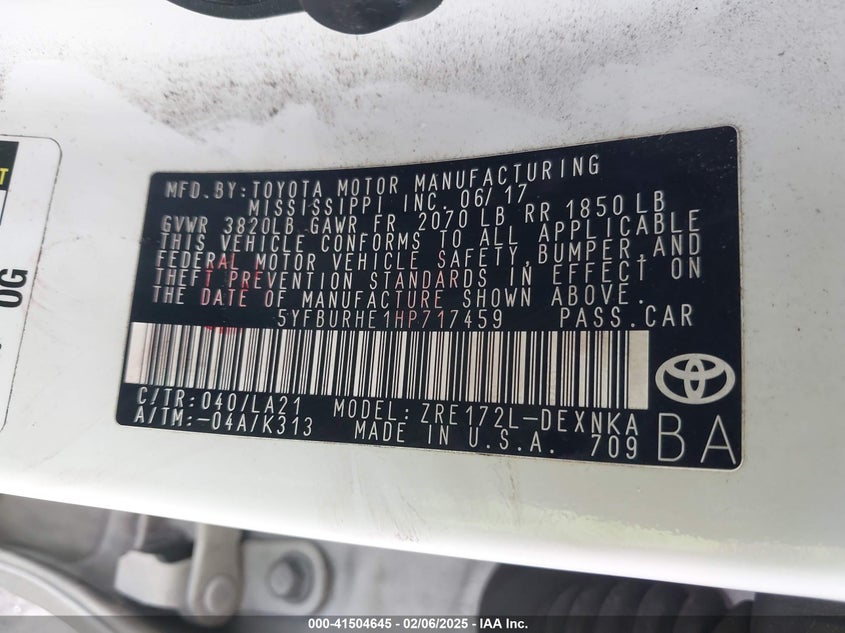 T
OG
MFD.BY:TOYOTA MOTOR MANUFACTURING
MISSISSIPPI INC. 06/17
GVWR 3820LB GAWR FR 2070 LB RR 1850 LB
THIS VEHICLE CONFORMS TO ALL APPLICABLE
FEDERAL MOTOR VEHICLE SAFETY,BUMPER,AND
THEFT PREVENTION STANDARDS IN EFFECT ON
THE DATE OF MANUFACTURE SHOWN ABOVE.
5YFBURHE1HP717459 PASS.CAR
C/TR:040/LA21 MODEL:ZRE172L-DEXNKA
A/TM:-04A/K313 MADE IN U.S.A. 709
BA
000-41504645 - 02/06/2025 - IAA Inc.